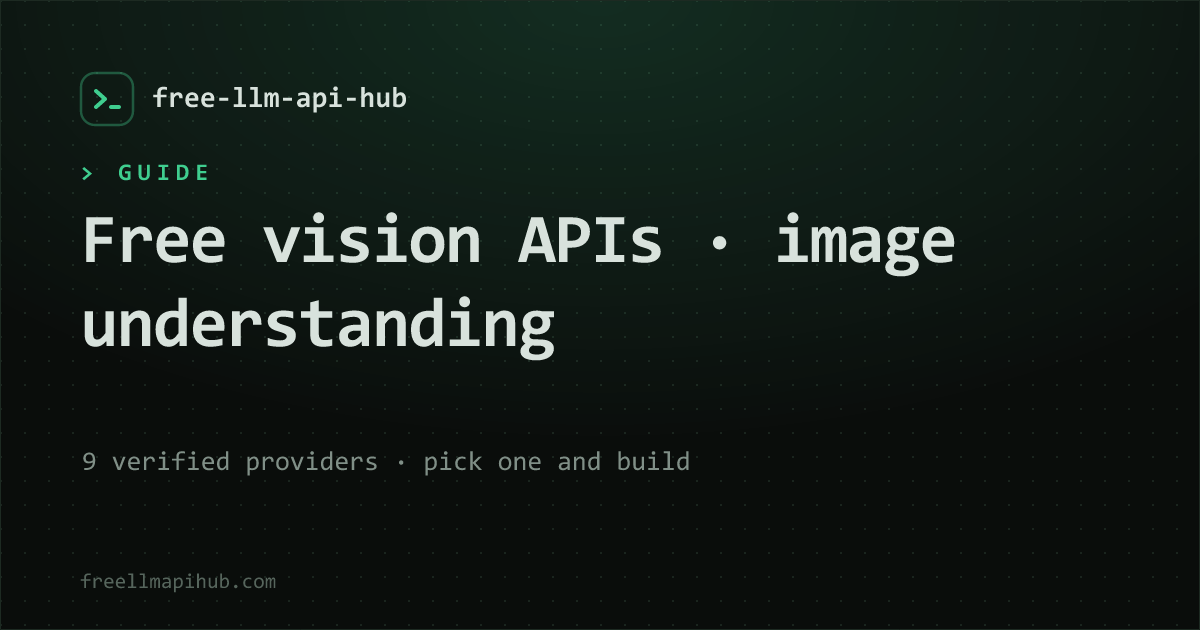 >_ free-llm-api-hub
> GUIDE
Free vision APIs · image
understanding
9 verified providers · pick one and build
freellmapihub.com